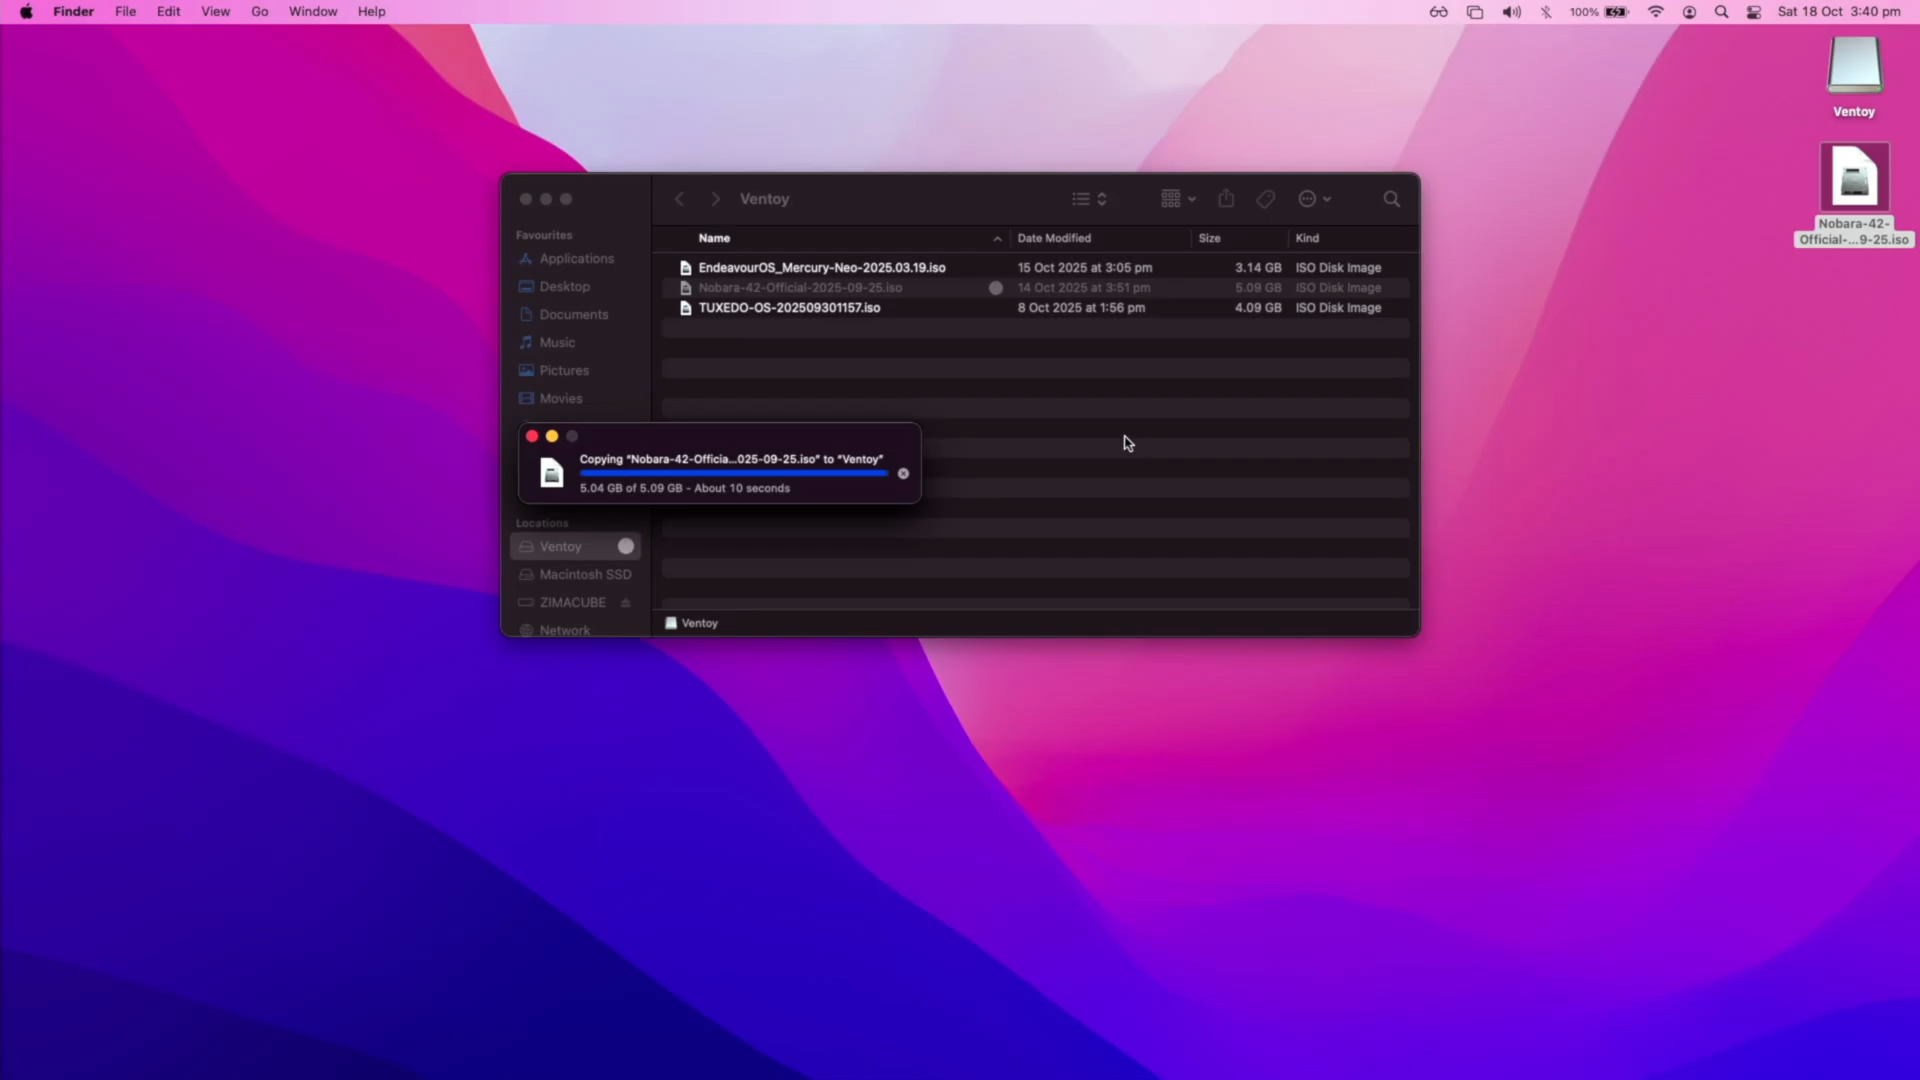 Finder File Edit View Go Window Help
100% Sat 18 Oct 3:40 pm
Ventoy
Nobara-42-
Official-...9-25.iso
Ventoy
Favourites
Applications
Desktop
Documents
Music
Pictures
Movies
Name Date Modified Size Kind
EndeavourOS_Mercury-Neo-2025.03.19.iso 15 Oct 2025 at 3:05 pm 3.14 GB ISO Disk Image
Nobara-42-Official-2025-09-25.iso 14 Oct 2025 at 3:51 pm 5.09 GB ISO Disk Image
TUXEDO-OS-202509301157.iso 8 Oct 2025 at 1:56 pm 4.09 GB ISO Disk Image
Copying “Nobara-42-Officia...025-09-25.iso” to “Ventoy”
5.04 GB of 5.09 GB - About 10 seconds
Locations
Ventoy
Macintosh SSD
ZIMACUBE
Network
Ventoy